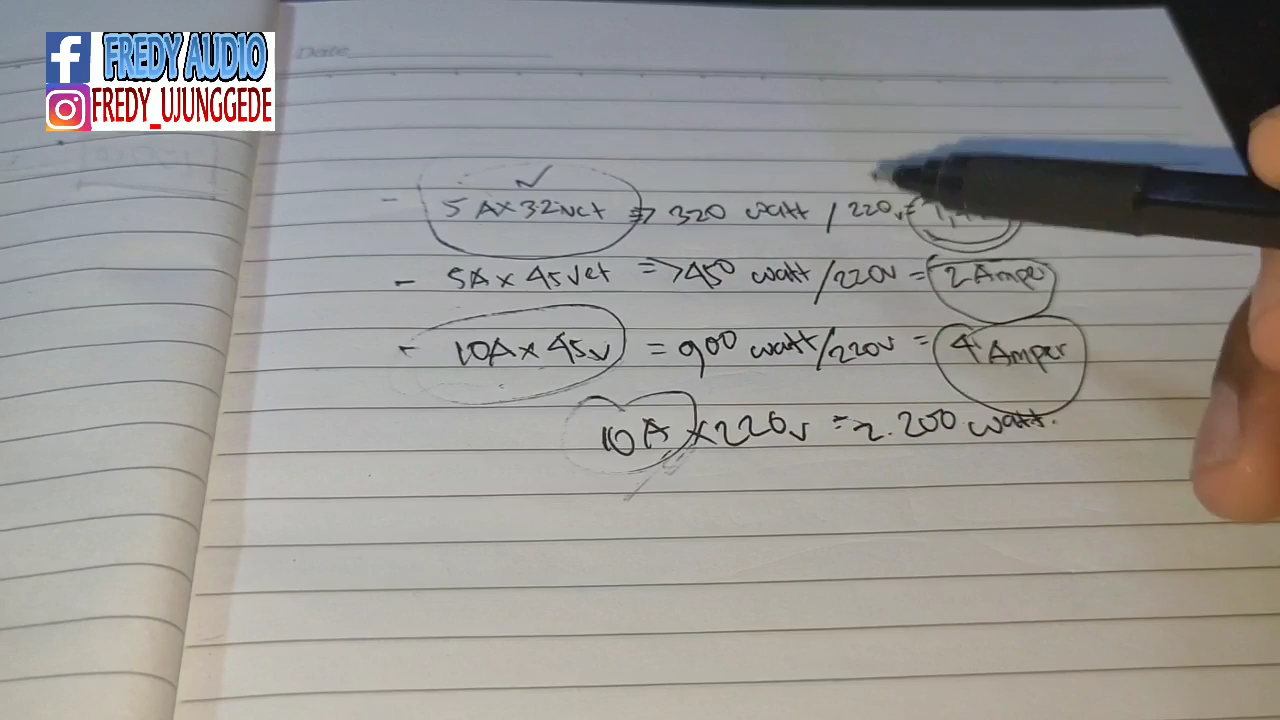 FREDY AUDIO
FREDY_UJUNGGEDE
Date
- 5A x 32Vct => 320 watt / 220v =
- 5A x 45Vct => 450 watt / 220V = 2 Amper
- 10A x 45V = 900 watt / 220V = 4 Amper
10A x 220V = 2.200 watt.